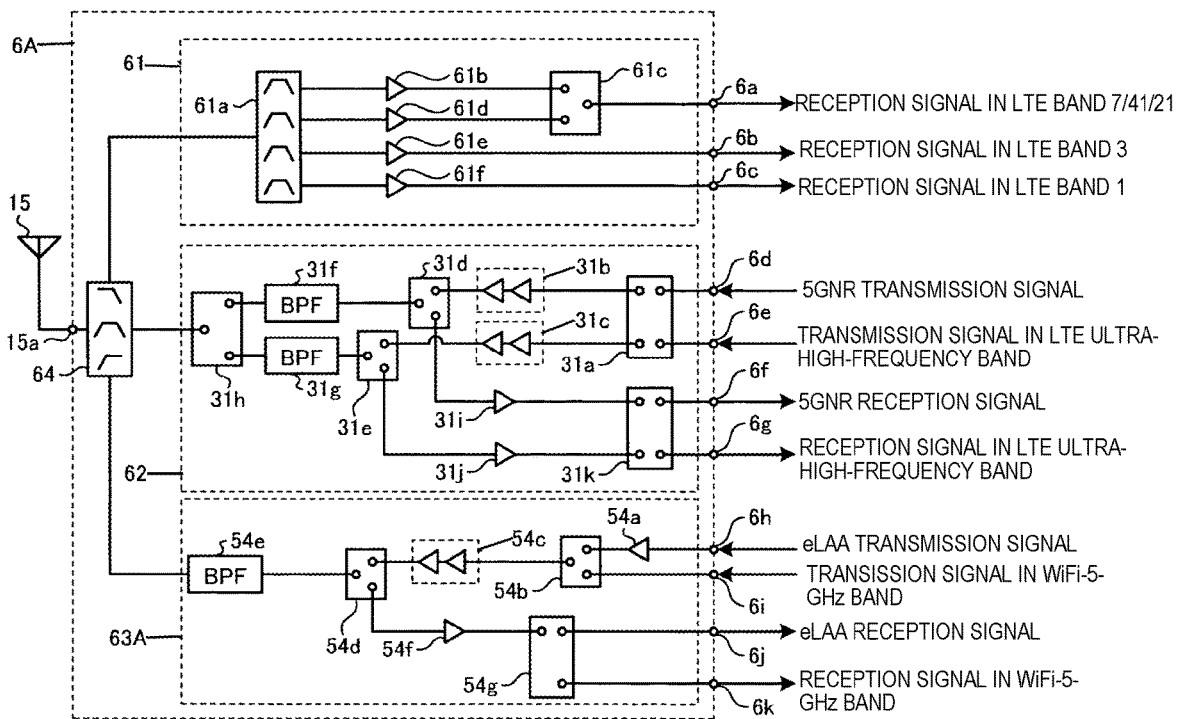 6A
61
61a
61b
61c
61d
61e
61f
6a
RECEPTION SIGNAL IN LTE BAND 7/41/21
6b
RECEPTION SIGNAL IN LTE BAND 3
6c
RECEPTION SIGNAL IN LTE BAND 1
15
15a
64
62
31f
BPF
31d
31b
6d
5GNR TRANSMISSION SIGNAL
31c
6e
TRANSMISSION SIGNAL IN LTE ULTRA-
HIGH-FREQUENCY BAND
BPF
31g
31h
31e
31a
6f
31i
5GNR RECEPTION SIGNAL
6g
31j
31k
RECEPTION SIGNAL IN LTE ULTRA-
HIGH-FREQUENCY BAND
63A
54e
BPF
54d
54c
54b
54a
6h
eLAA TRANSMISSION SIGNAL
TRANSISSION SIGNAL IN WiFi-5-
GHz BAND
6i
54f
eLAA RECEPTION SIGNAL
6j
54g
RECEPTION SIGNAL IN WiFi-5-
GHz BAND
6k